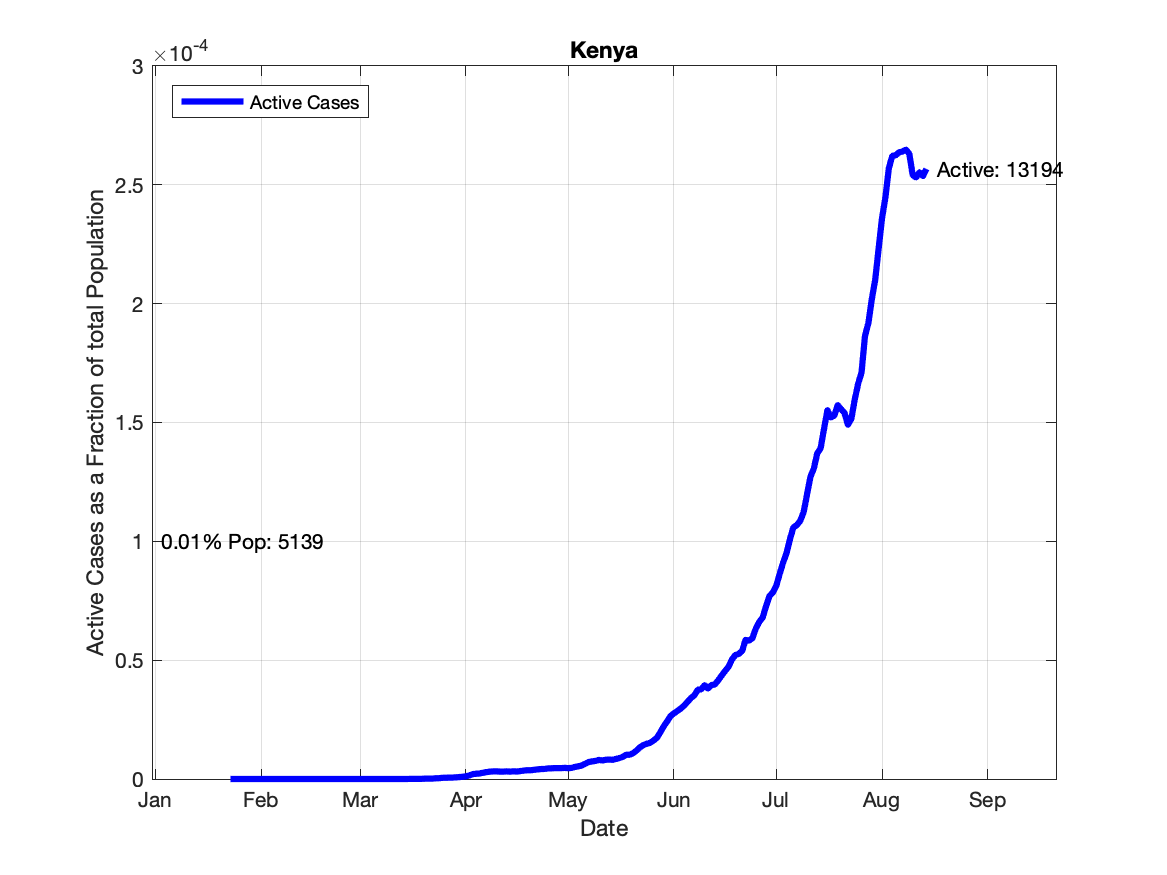 Kenya
×10-4
3
2.5
2
1.5
1
0.5
0
Active Cases as a Fraction of total Population
Active Cases
Active: 13194
0.01% Pop: 5139
Jan Feb Mar Apr May Jun Jul Aug Sep
Date